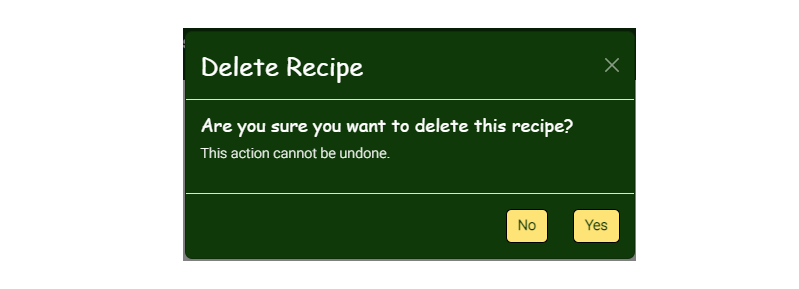 Delete Recipe
Are you sure you want to delete this recipe?
This action cannot be undone.
No Yes